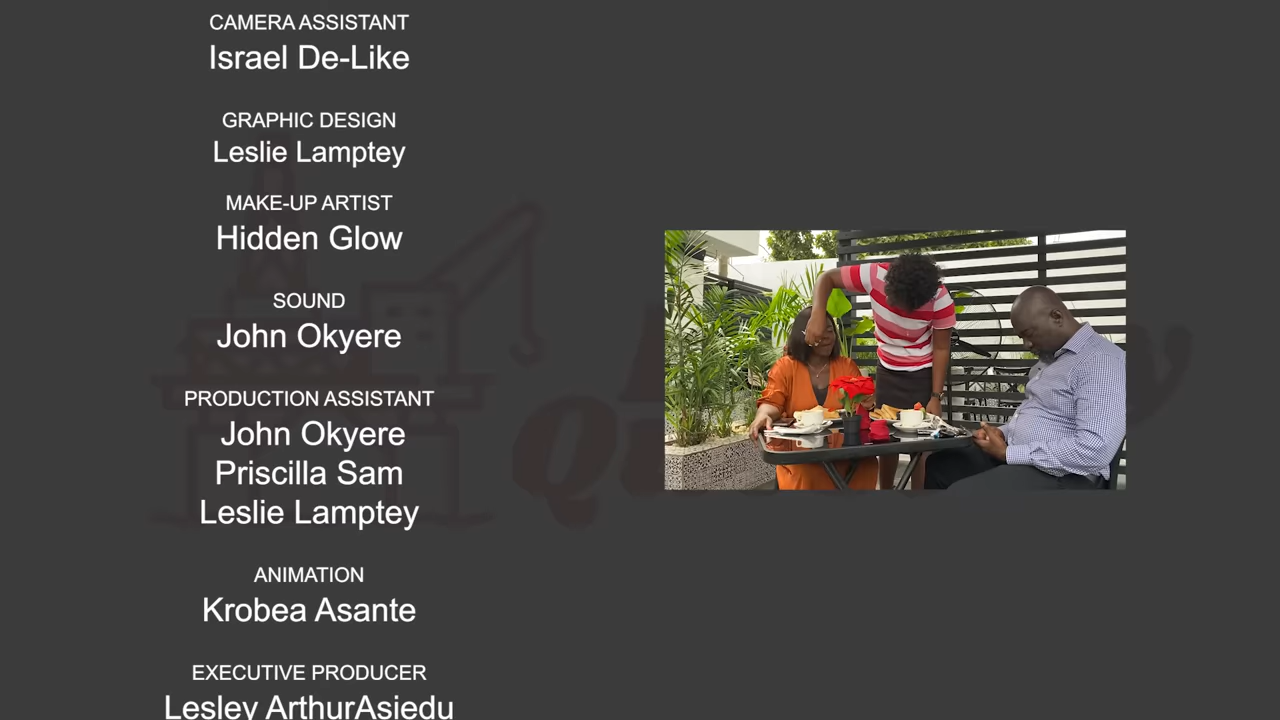 CAMERA ASSISTANT
Israel De-Like
GRAPHIC DESIGN
Leslie Lamptey
MAKE-UP ARTIST
Hidden Glow
SOUND
John Okyere
PRODUCTION ASSISTANT
John Okyere
Priscilla Sam
Leslie Lamptey
ANIMATION
Krobea Asante
EXECUTIVE PRODUCER
Lesley ArthurAsiedu